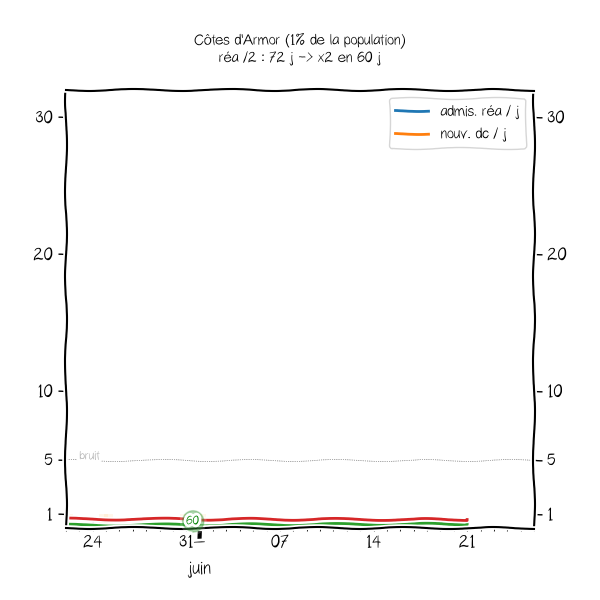 Côtes d'Armor (1% de la population)
réa /2 : 72 j -> x2 en 60 j
admis. réa / j
nouv. dc / j
30
30
20
20
10
10
5
bruit
5
1
60
1
24
31
07
14
21
juin